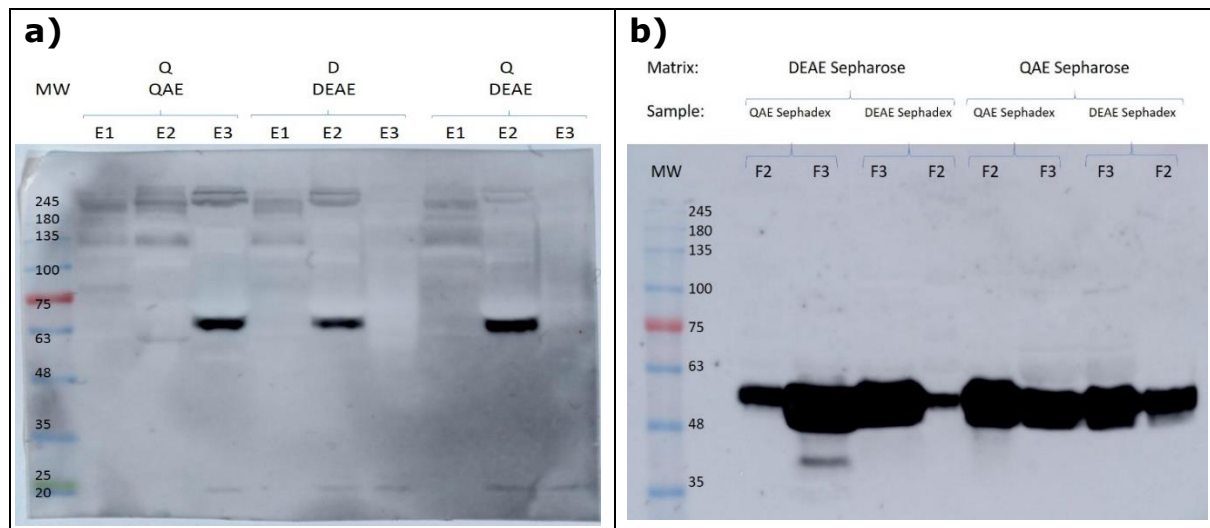 a)
Q D Q
MW QAE DEAE DEAE
E1 E2 E3 E1 E2 E3 E1 E2 E3
245
180
135
100
75
63
48
35
25
20
b)
Matrix: DEAE Sepharose QAE Sepharose
Sample: QAE Sephadex DEAE Sephadex QAE Sephadex DEAE Sephadex
MW F2 F3 F3 F2 F2 F3 F3 F2
245
180
135
100
75
63
48
35